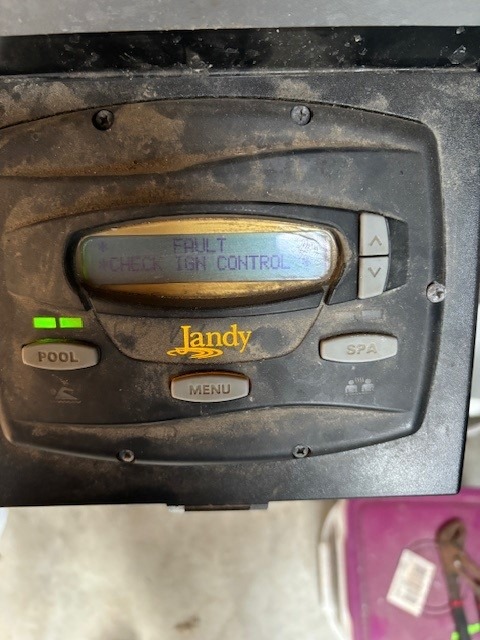 * FAULT
*CHECK IGN CONTROL *
Jandy
POOL
SPA
MENU